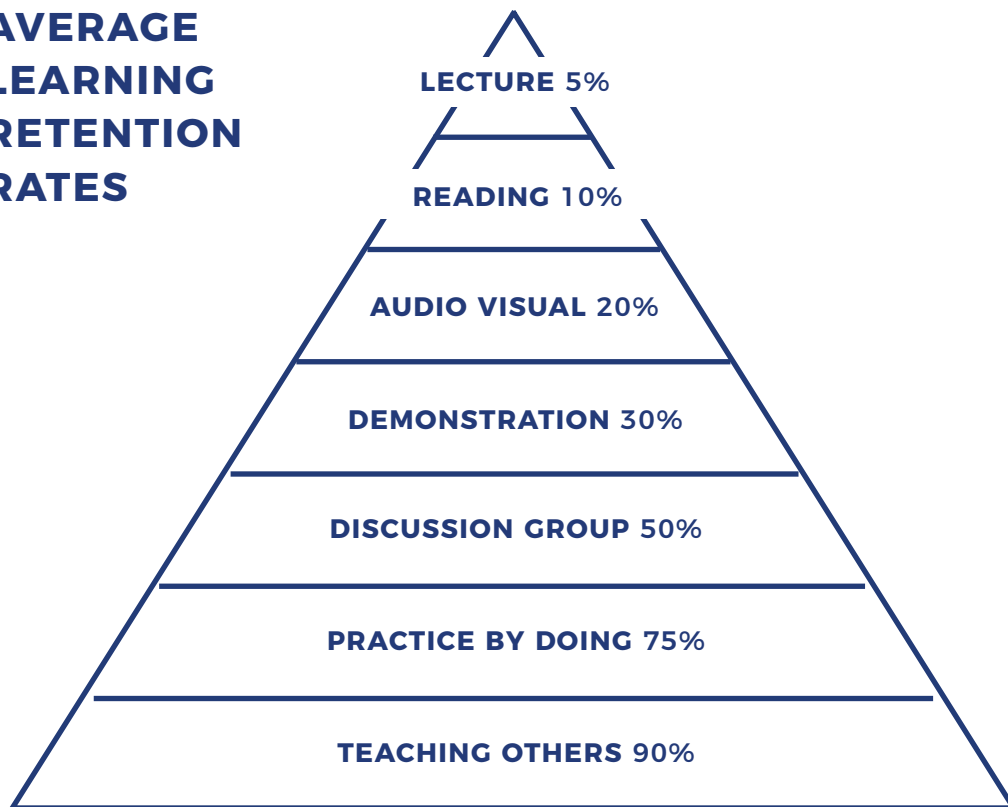 AVERAGE
LEARNING
RETENTION
RATES
LECTURE 5%
READING 10%
AUDIO VISUAL 20%
DEMONSTRATION 30%
DISCUSSION GROUP 50%
PRACTICE BY DOING 75%
TEACHING OTHERS 90%